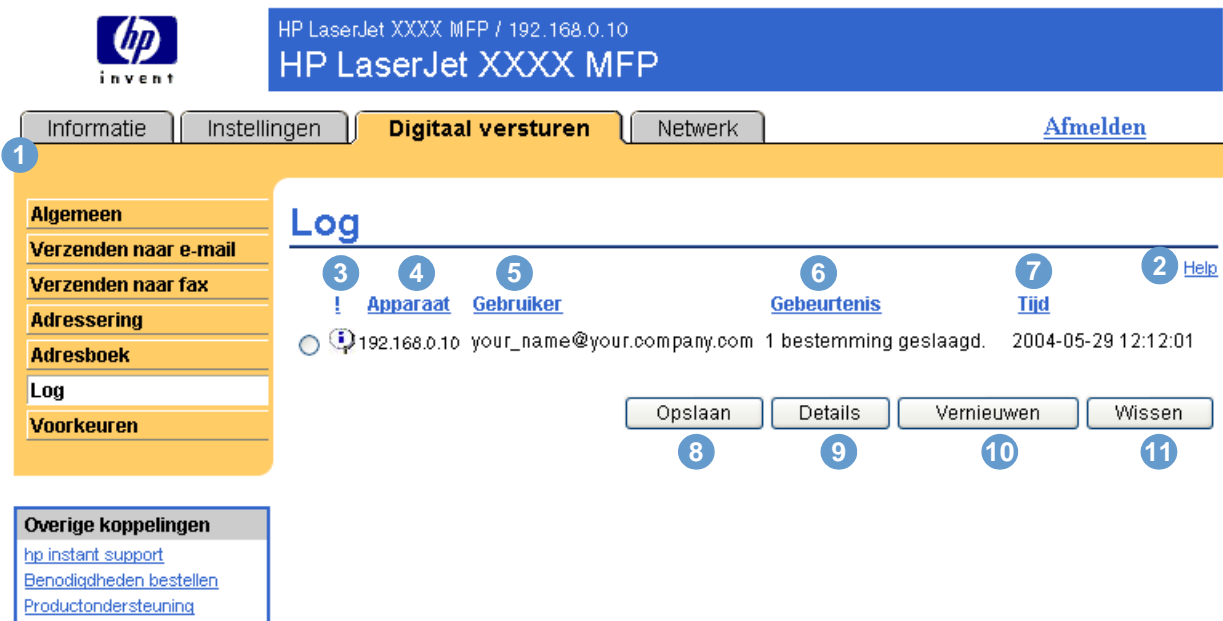 hp
invent
HP LaserJet XXXX MFP / 192.168.0.10
HP LaserJet XXXX MFP
Informatie Instellingen Digitaal versturen Netwerk Afmelden
1
Algemeen
Verzenden naar e-mail
Verzenden naar fax
Adressering
Adresboek
Log
Voorkeuren
Log
2 Help
3 4 5 6 7
! Apparaat Gebruiker Gebeurtenis Tijd
192.168.0.10 your_name@your.company.com 1 bestemming geslaagd. 2004-05-29 12:12:01
Opslaan Details Vernieuwen Wissen
8 9 10 11
Overige koppelingen
hp instant support
Benodigdheden bestellen
Productondersteuning